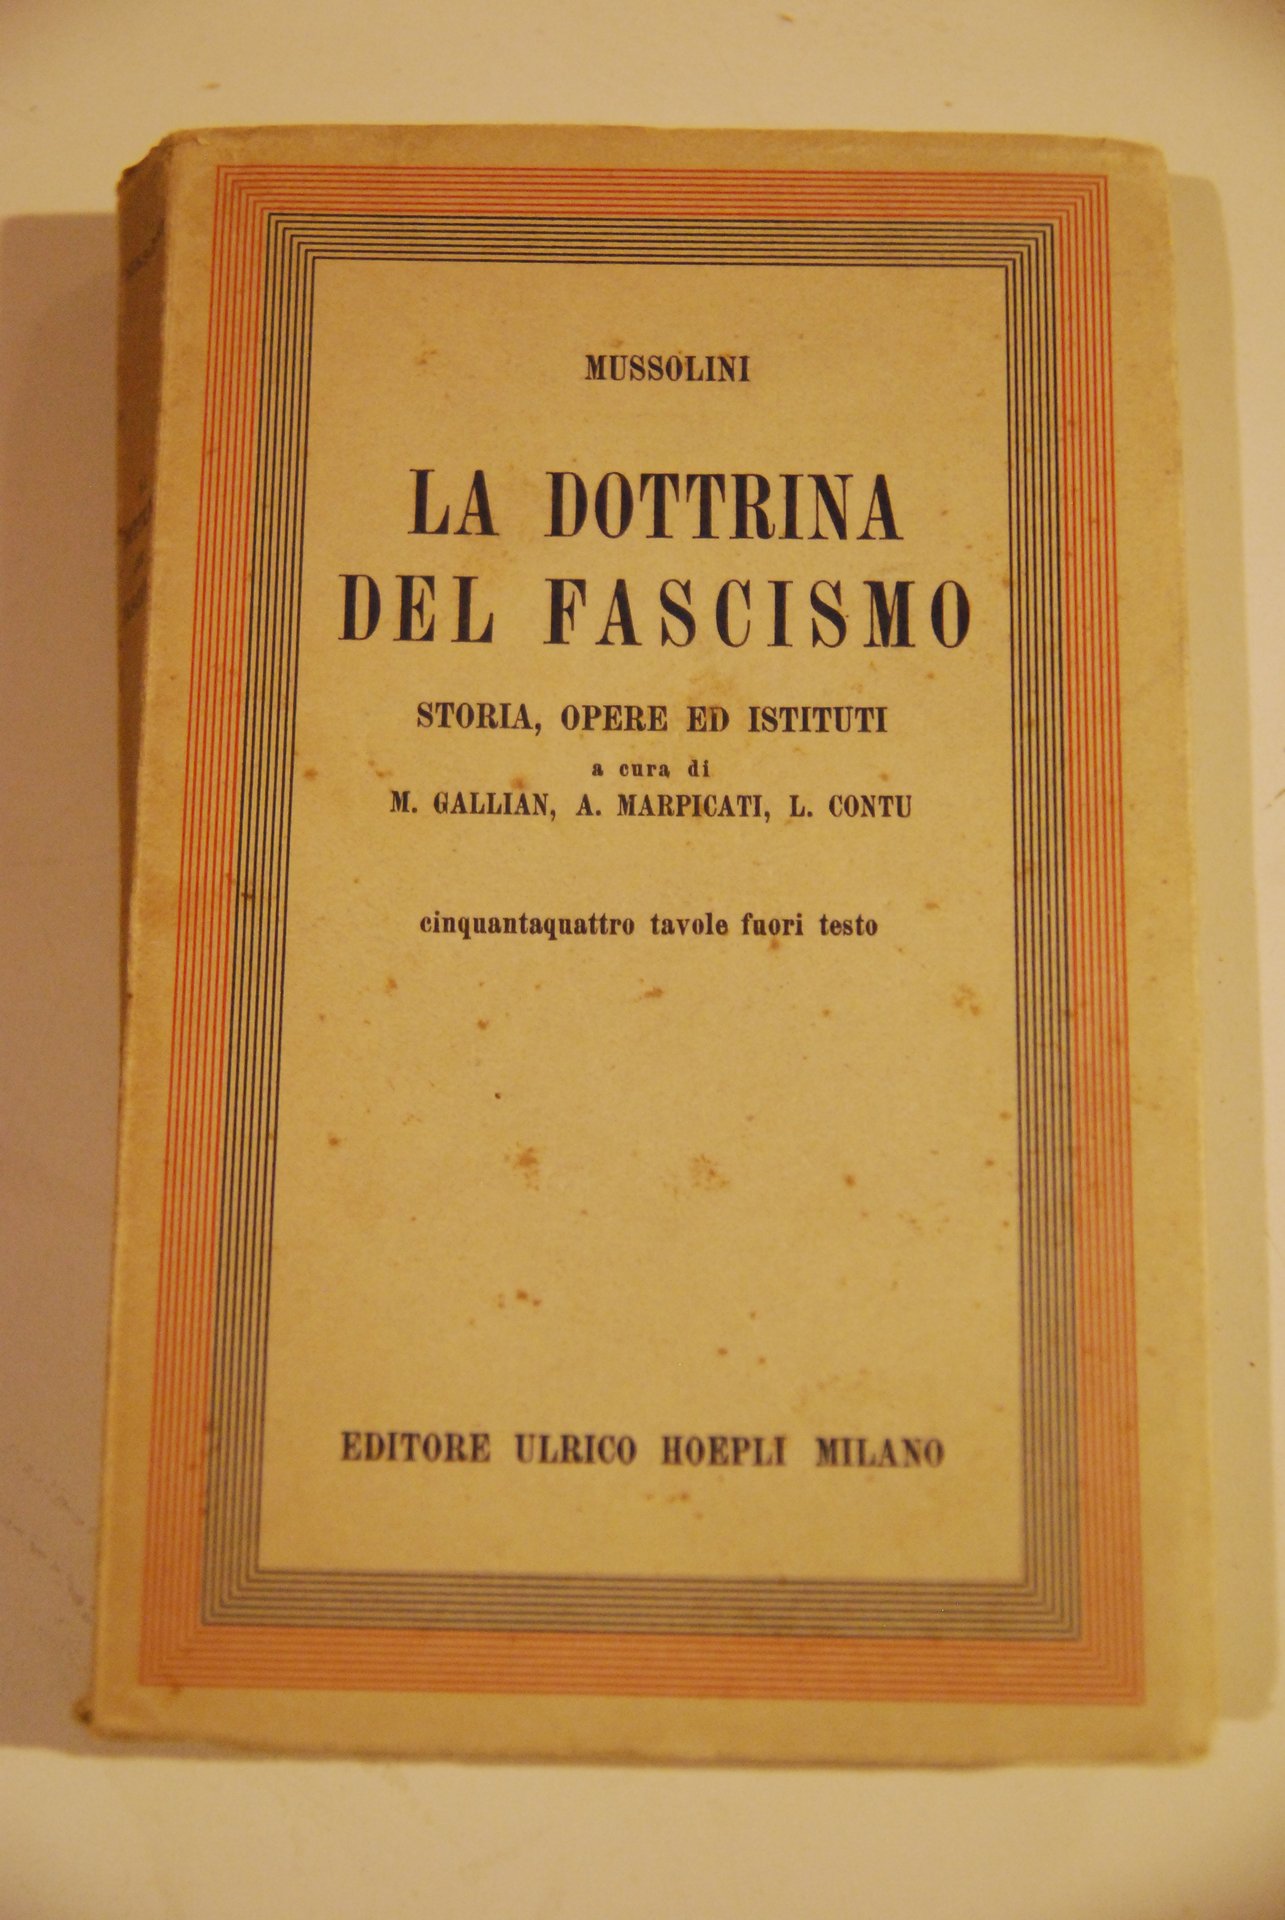 MUSSOLINI
LA DOTTRINA
DEL FASCISMO
STORIA, OPERE ED ISTITUTI
a cura di
M. GALLIAN, A. MARPICATI, L. CONTU
cinquantaquattro tavole fuori testo
EDITORE ULRICO HOEPLI MILANO